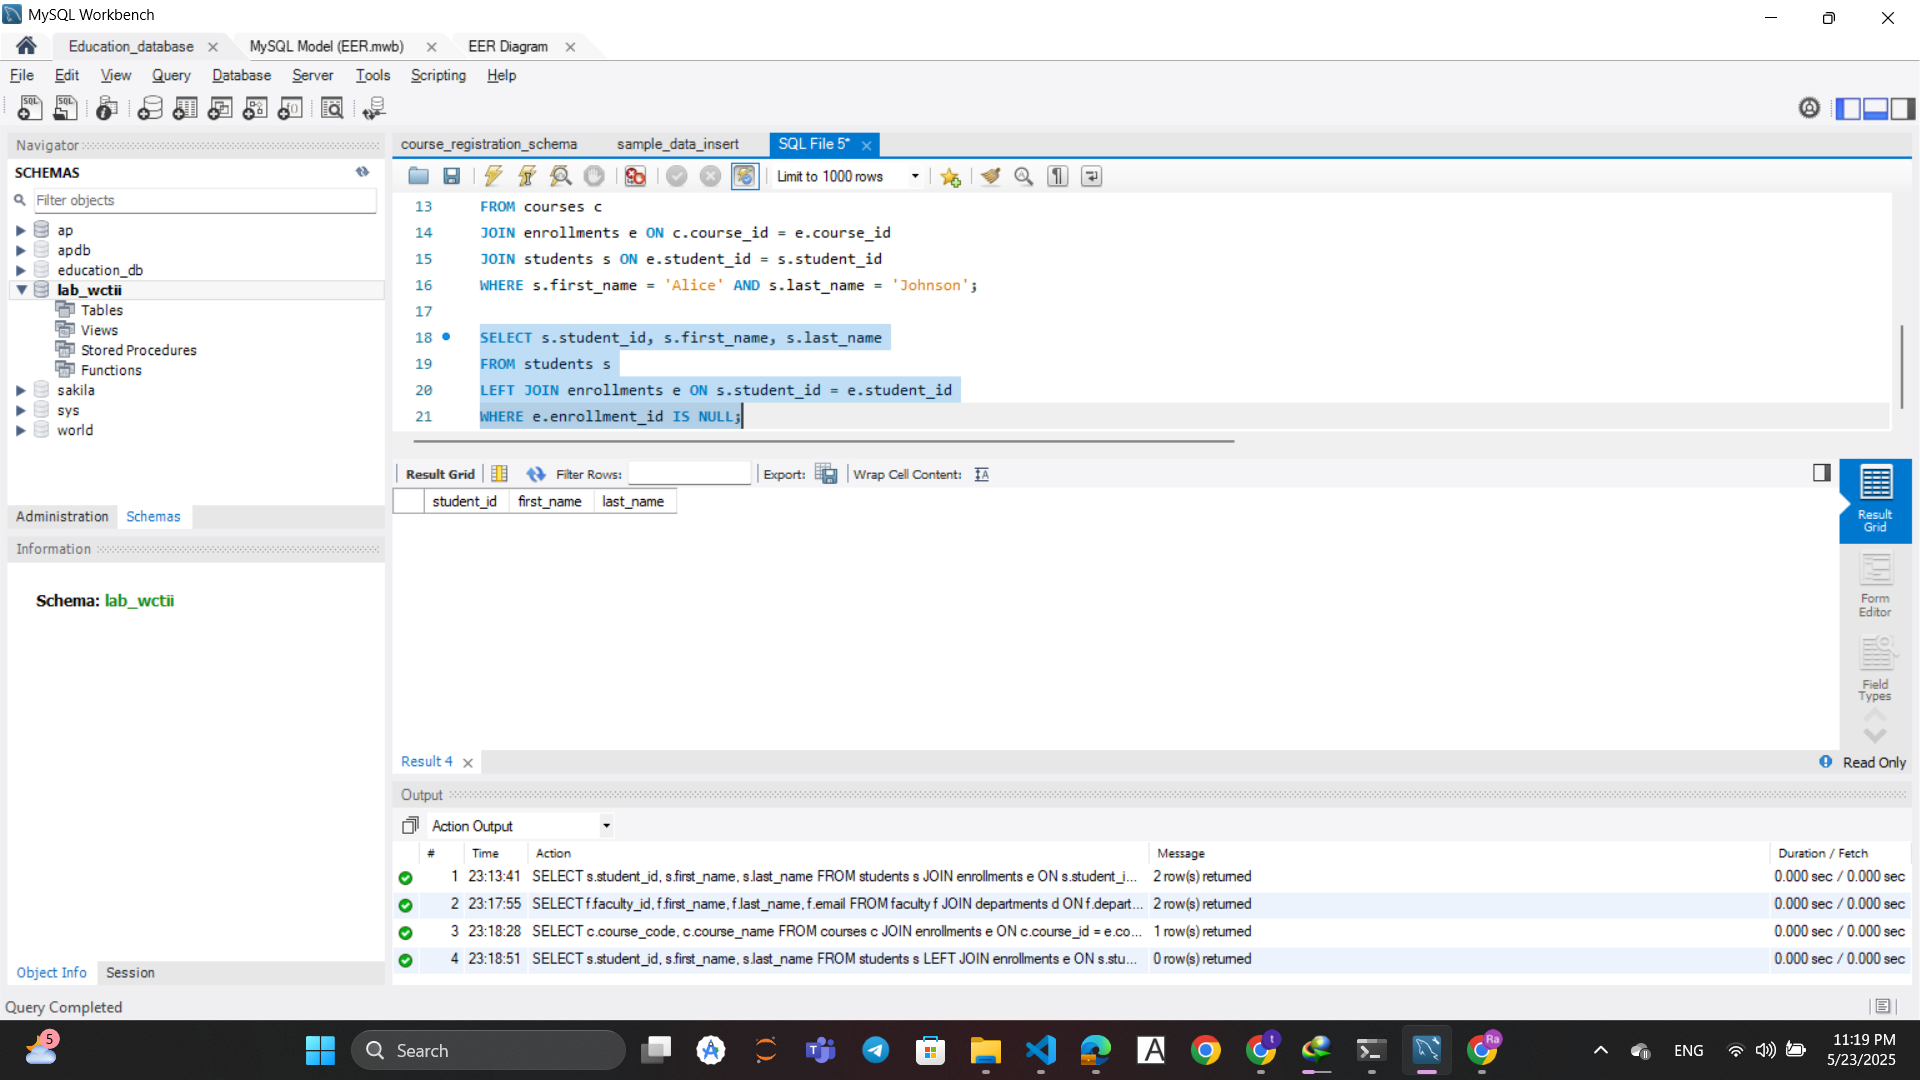 MySQL Workbench
Education_database
MySQL Model (EER.mwb)
EER Diagram
File Edit View Query Database Server Tools Scripting Help
Navigator
SCHEMAS
Filter objects
ap
apdb
education_db
lab_wctii
Tables
Views
Stored Procedures
Functions
sakila
sys
world
Administration Schemas
Information
Schema: lab_wctii
Object Info Session
course_registration_schema sample_data_insert SQL File 5*
Limit to 1000 rows
13 FROM courses c
14 JOIN enrollments e ON c.course_id = e.course_id
15 JOIN students s ON e.student_id = s.student_id
16 WHERE s.first_name = 'Alice' AND s.last_name = 'Johnson';
17
18 SELECT s.student_id, s.first_name, s.last_name
19 FROM students s
20 LEFT JOIN enrollments e ON s.student_id = e.student_id
21 WHERE e.enrollment_id IS NULL;
Result Grid Filter Rows: Export: Wrap Cell Content:
student_id first_name last_name
Result Grid
Form Editor
Field Types
Result 4
Read Only
Output
Action Output
# Time Action Message Duration / Fetch
1 23:13:41 SELECT s.student_id, s.first_name, s.last_name FROM students s JOIN enrollments e ON s.student_i... 2 row(s) returned 0.000 sec / 0.000 sec
2 23:17:55 SELECT f.faculty_id, f.first_name, f.last_name, f.email FROM faculty f JOIN departments d ON f.depart... 2 row(s) returned 0.000 sec / 0.000 sec
3 23:18:28 SELECT c.course_code, c.course_name FROM courses c JOIN enrollments e ON c.course_id = e.co... 1 row(s) returned 0.000 sec / 0.000 sec
4 23:18:51 SELECT s.student_id, s.first_name, s.last_name FROM students s LEFT JOIN enrollments e ON s.stu... 0 row(s) returned 0.000 sec / 0.000 sec
Query Completed
5
Search
t
Ra
ENG
11:19 PM
5/23/2025